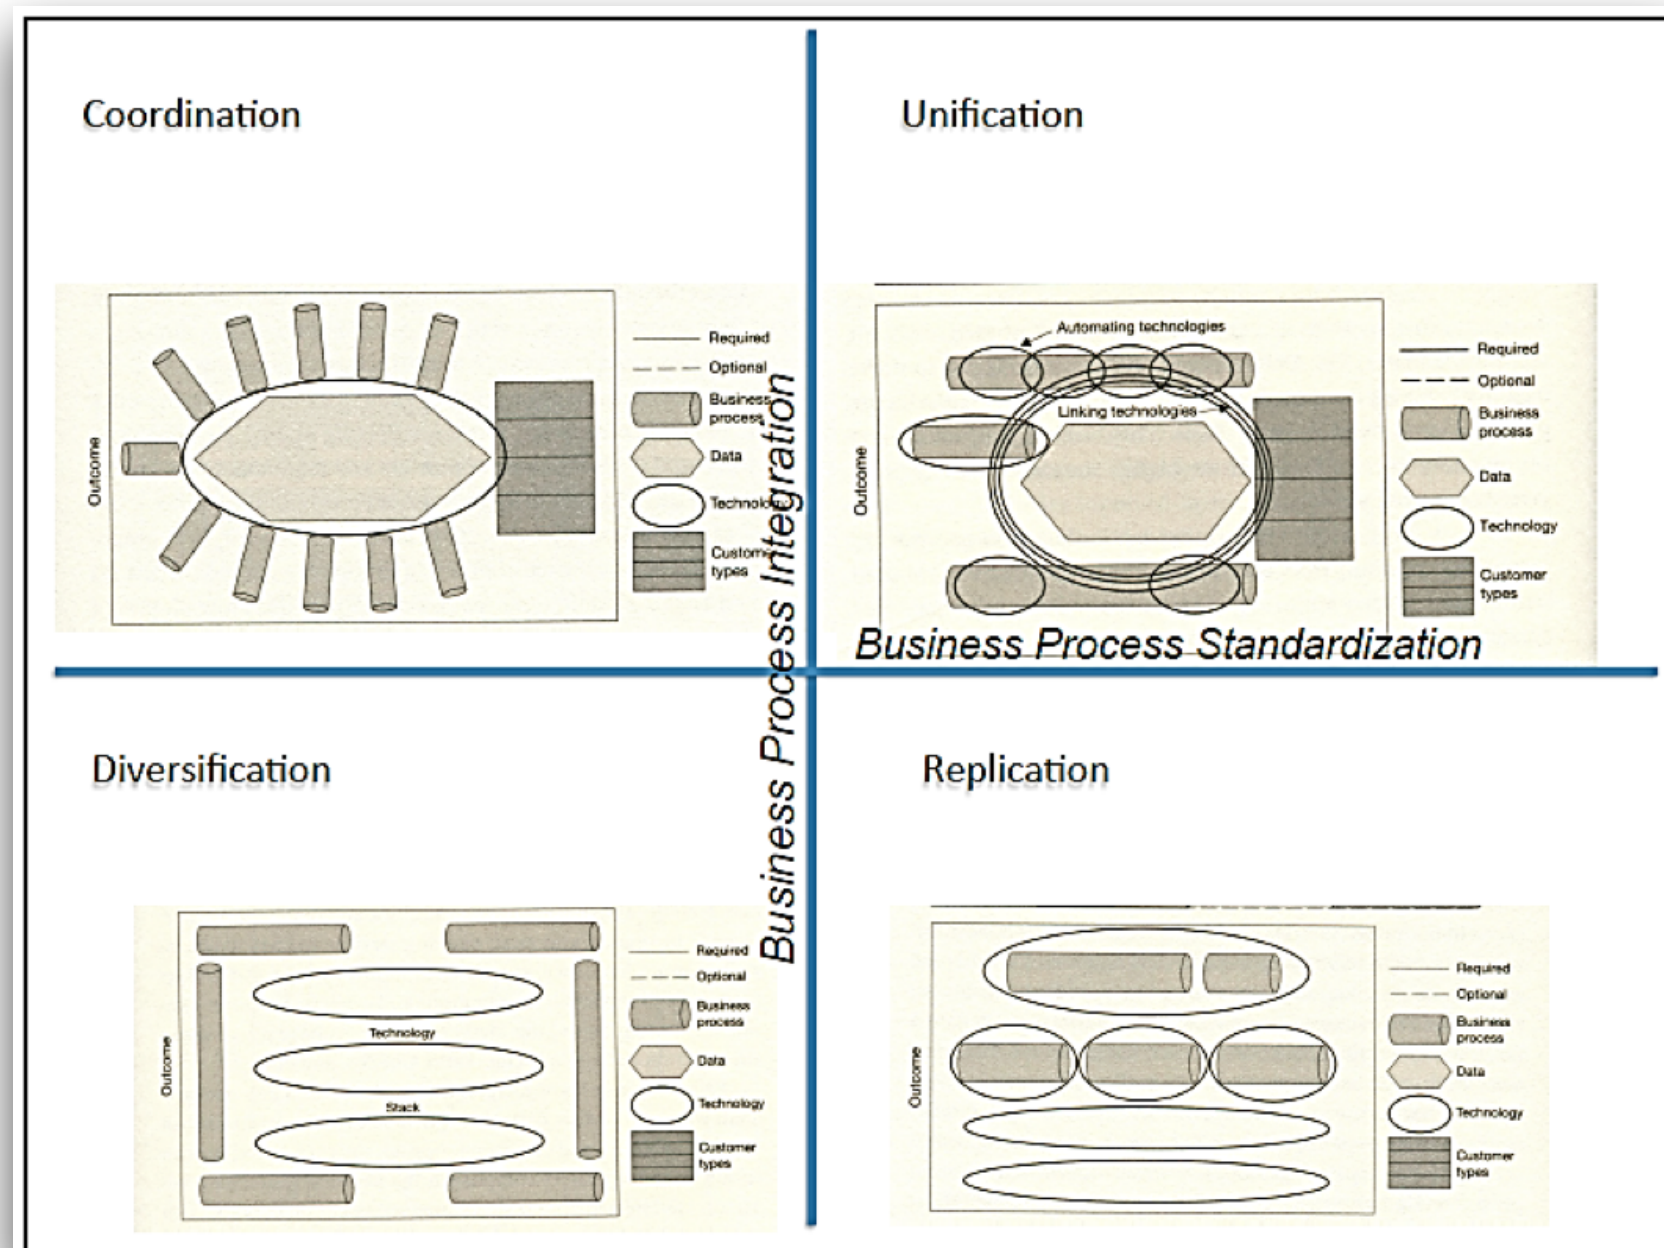 Coordination
Outcome
Required
Optional
Business
process
Data
Technology
Customer
types
Unification
Automating technologies
Linking technologies
Outcome
Required
Optional
Business
process
Data
Technology
Customer
types
Business Process Integration
Business Process Standardization
Diversification
Outcome
Technology
Stack
Required
Optional
Business
process
Data
Technology
Customer
types
Replication
Outcome
Required
Optional
Business
process
Data
Technology
Customer
types